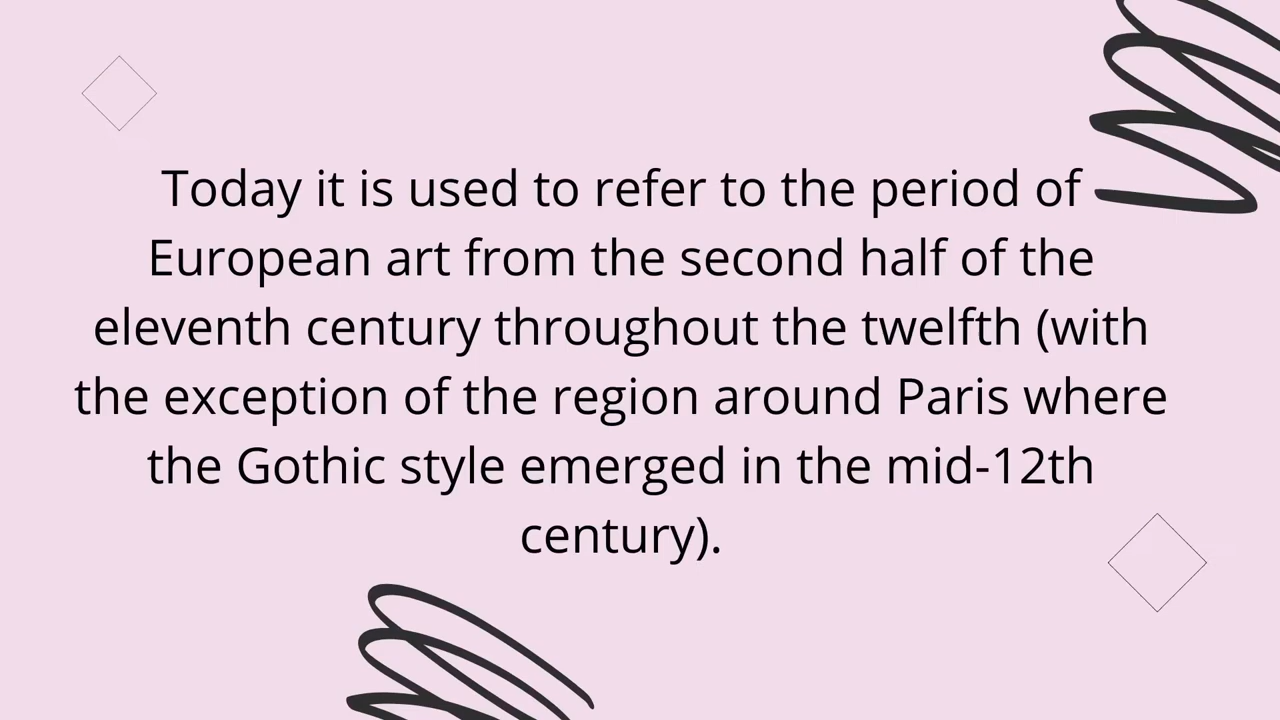 Today it is used to refer to the period of
European art from the second half of the
eleventh century throughout the twelfth (with
the exception of the region around Paris where
the Gothic style emerged in the mid-12th
century).